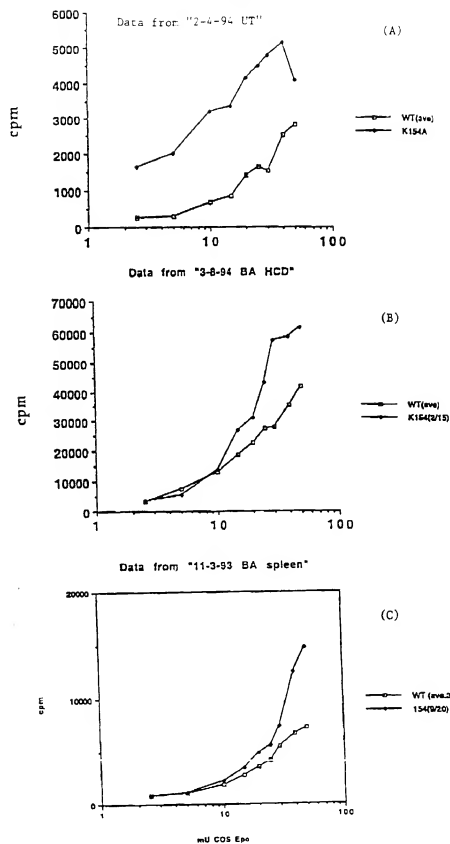 Data from "2-4-94 UT"
(A)
6000
5000
4000
3000
2000
1000
0
cpm
WT(ave)
K154A
1
10
100
Data from "3-8-94 BA HCD"
(B)
70000
60000
50000
40000
30000
20000
10000
0
cpm
WT(ave)
K154(2/15)
1
10
100
Data from "11-3-93 BA spleen"
(C)
20000
10000
0
cpm
WT (ave.
154(9/20)
1
10
100
mU COS Epo